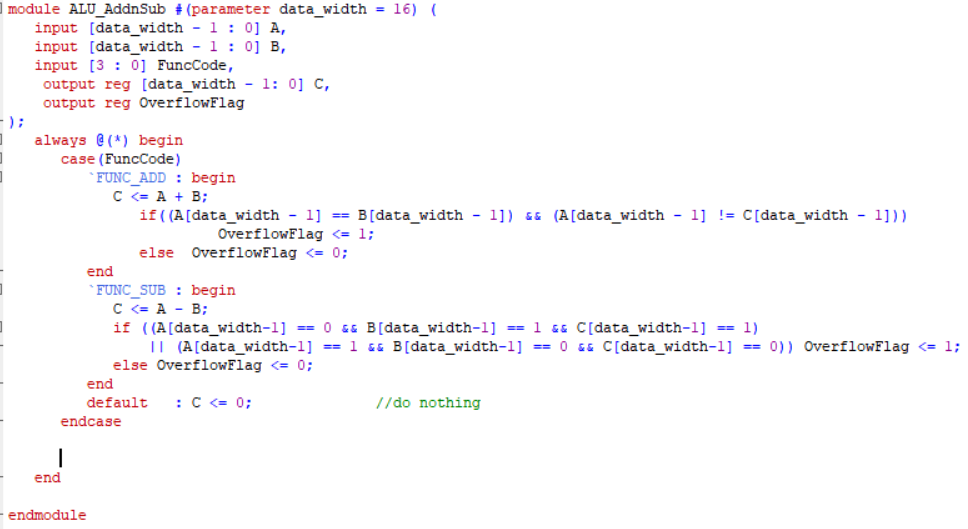 module ALU_AddnSub #(parameter data_width = 16) (
input [data_width - 1 : 0] A,
input [data_width - 1 : 0] B,
input [3 : 0] FuncCode,
output reg [data_width - 1: 0] C,
output reg OverflowFlag
);
always @(*) begin
case(FuncCode)
`FUNC_ADD : begin
C <= A + B;
if((A[data_width - 1] == B[data_width - 1]) && (A[data_width - 1] != C[data_width - 1]))
OverflowFlag <= 1;
else OverflowFlag <= 0;
end
`FUNC_SUB : begin
C <= A - B;
if ((A[data_width-1] == 0 && B[data_width-1] == 1 && C[data_width-1] == 1)
|| (A[data_width-1] == 1 && B[data_width-1] == 0 && C[data_width-1] == 0)) OverflowFlag <= 1;
else OverflowFlag <= 0;
end
default : C <= 0; //do nothing
endcase
end
endmodule